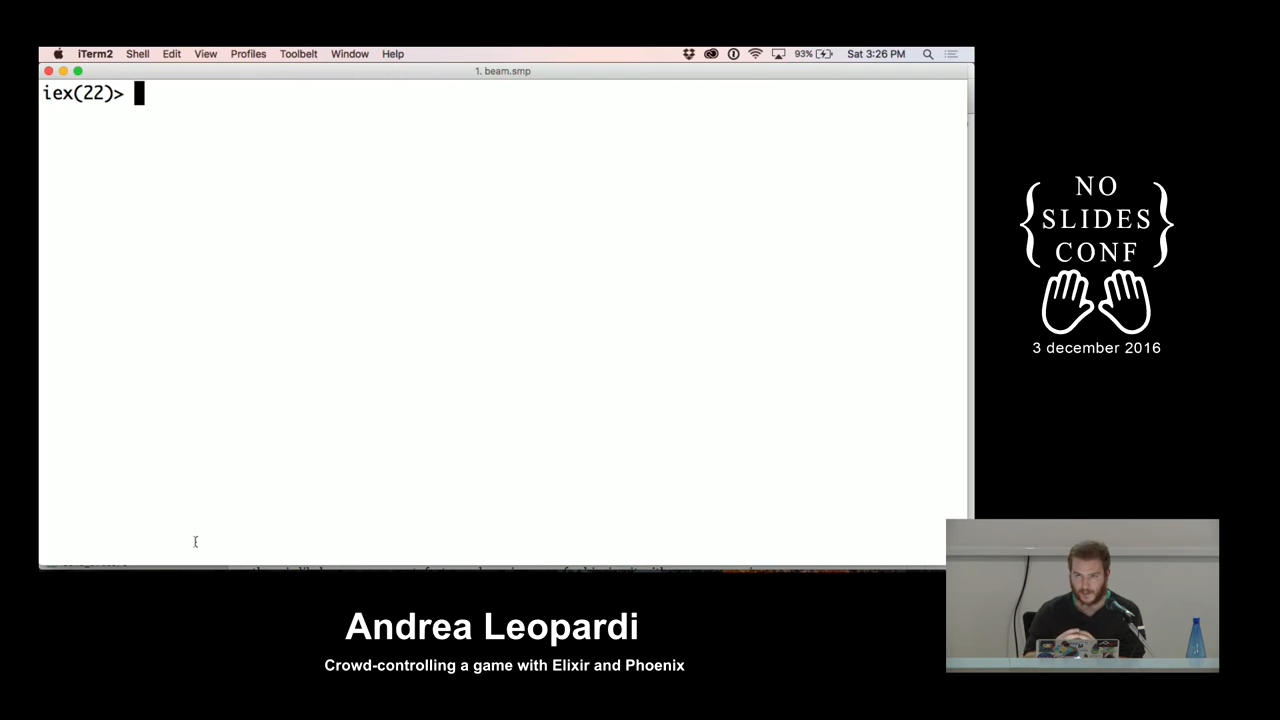 iTerm2 Shell Edit View Profiles Toolbelt Window Help 93% Sat 3:26 PM
1. beam.smp
iex(22)>
NO
SLIDES
CONF
3 december 2016
Andrea Leopardi
Crowd-controlling a game with Elixir and Phoenix